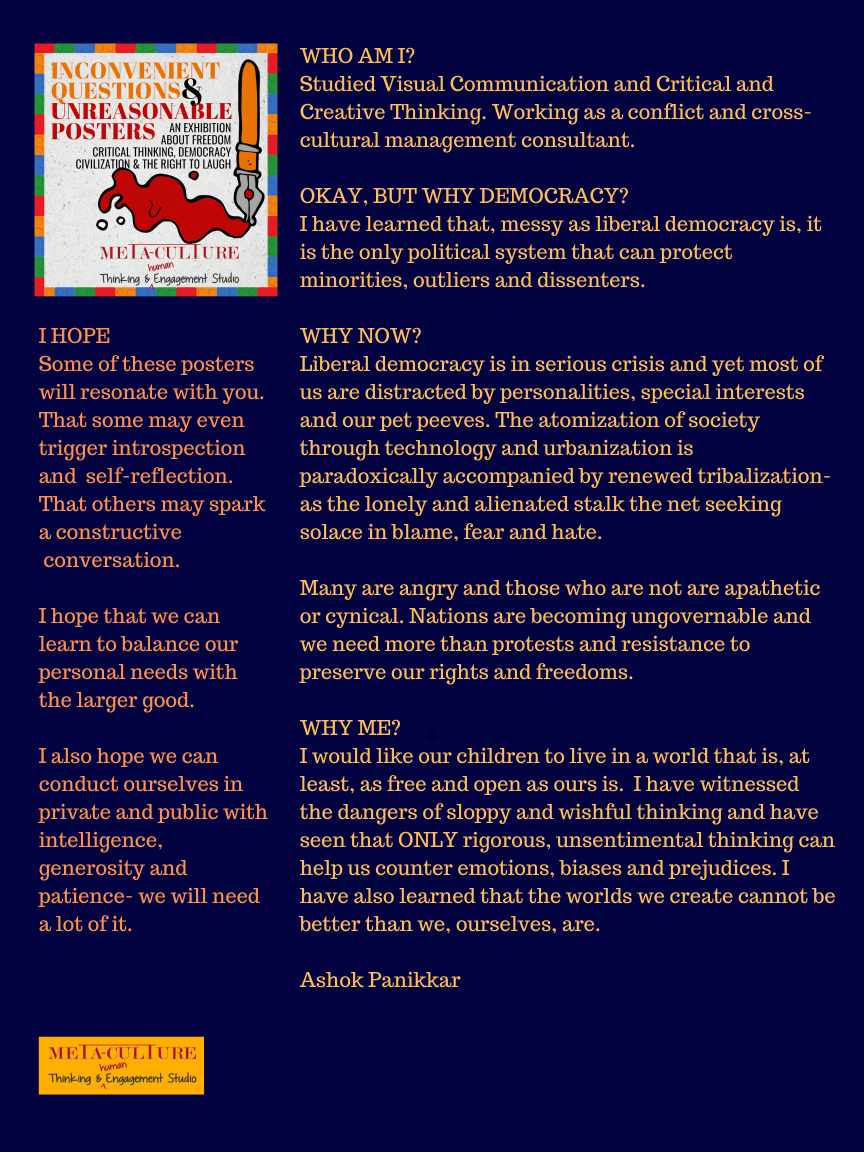 INCONVENIENT
QUESTIONS&
UNREASONABLE
POSTERS AN EXHIBITION
ABOUT FREEDOM
CRITICAL THINKING, DEMOCRACY
CIVILIZATION & THE RIGHT TO LAUGH
META-CULTURE
human
Thinking & Engagement Studio
I HOPE
Some of these posters
will resonate with you.
That some may even
trigger introspection
and self-reflection.
That others may spark
a constructive
conversation.
I hope that we can
learn to balance our
personal needs with
the larger good.
I also hope we can
conduct ourselves in
private and public with
intelligence,
generosity and
patience- we will need
a lot of it.
WHO AM I?
Studied Visual Communication and Critical and
Creative Thinking. Working as a conflict and cross-
cultural management consultant.
OKAY, BUT WHY DEMOCRACY?
I have learned that, messy as liberal democracy is, it
is the only political system that can protect
minorities, outliers and dissenters.
WHY NOW?
Liberal democracy is in serious crisis and yet most of
us are distracted by personalities, special interests
and our pet peeves. The atomization of society
through technology and urbanization is
paradoxically accompanied by renewed tribalization-
as the lonely and alienated stalk the net seeking
solace in blame, fear and hate.
Many are angry and those who are not are apathetic
or cynical. Nations are becoming ungovernable and
we need more than protests and resistance to
preserve our rights and freedoms.
WHY ME?
I would like our children to live in a world that is, at
least, as free and open as ours is. I have witnessed
the dangers of sloppy and wishful thinking and have
seen that ONLY rigorous, unsentimental thinking can
help us counter emotions, biases and prejudices. I
have also learned that the worlds we create cannot be
better than we, ourselves, are.
Ashok Panikkar
META-CULTURE
human
Thinking & Engagement Studio